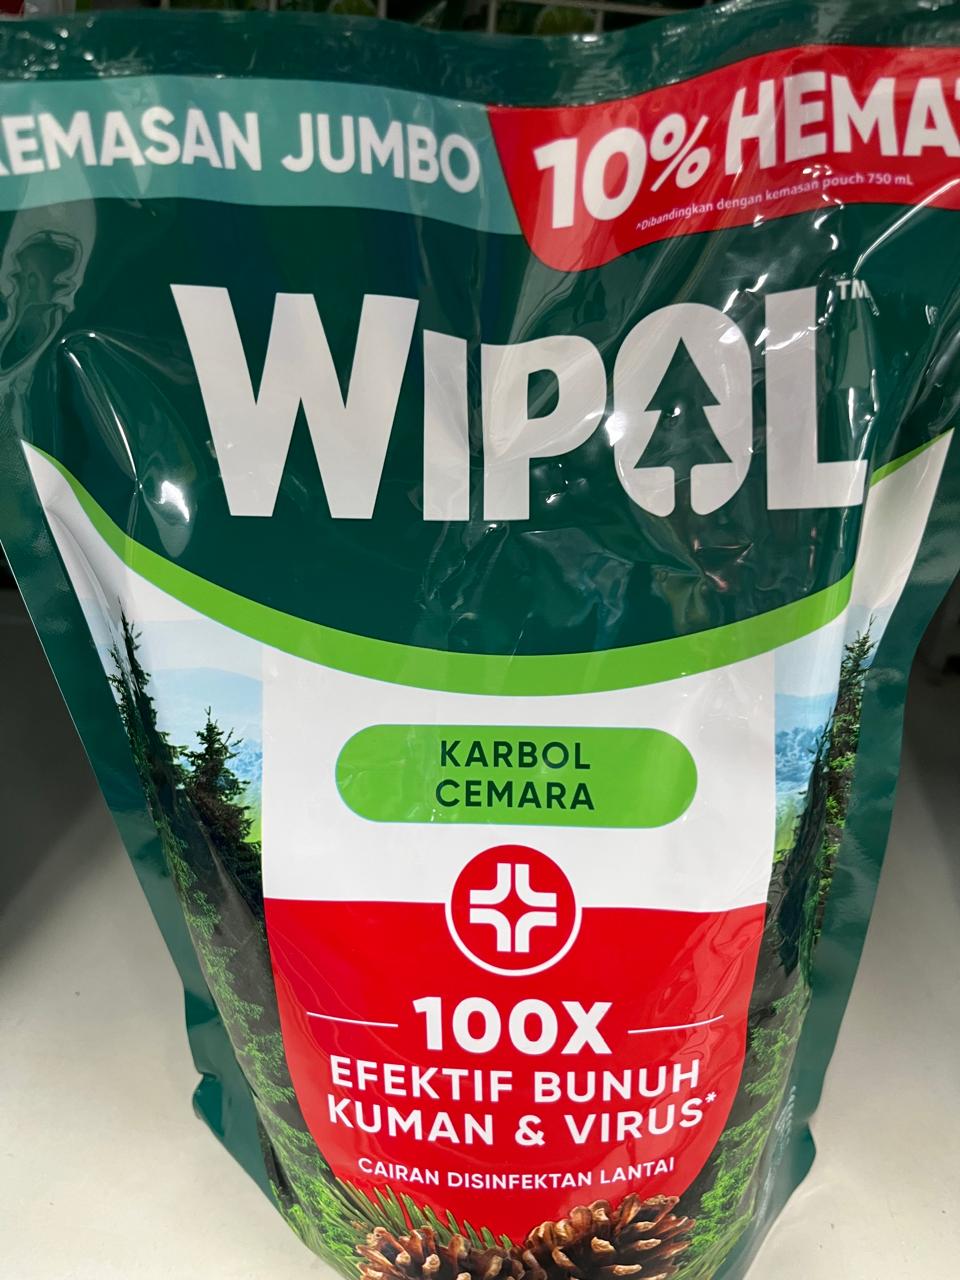 KEMASAN JUMBO
10% HEMAT
^Dibandingkan dengan kemasan pouch 750 mL
WIPOL™
KARBOL
CEMARA
100X
EFEKTIF BUNUH
KUMAN & VIRUS*
CAIRAN DISINFEKTAN LANTAI